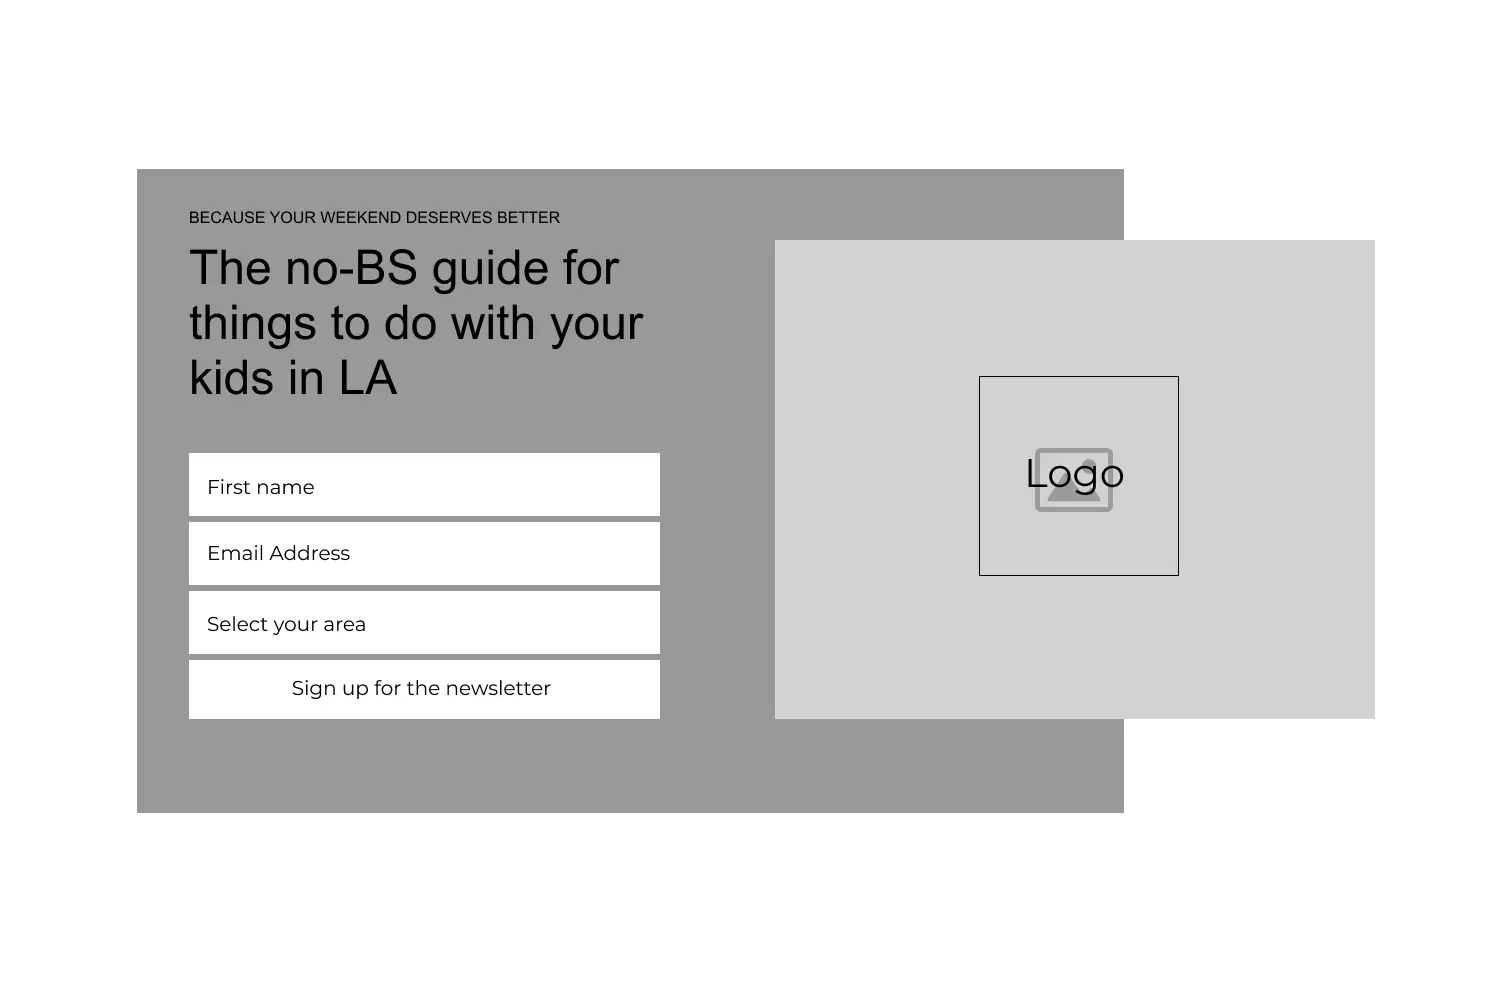 BECAUSE YOUR WEEKEND DESERVES BETTER
The no-BS guide for
things to do with your
kids in LA
First name
Email Address
Select your area
Sign up for the newsletter
Logo